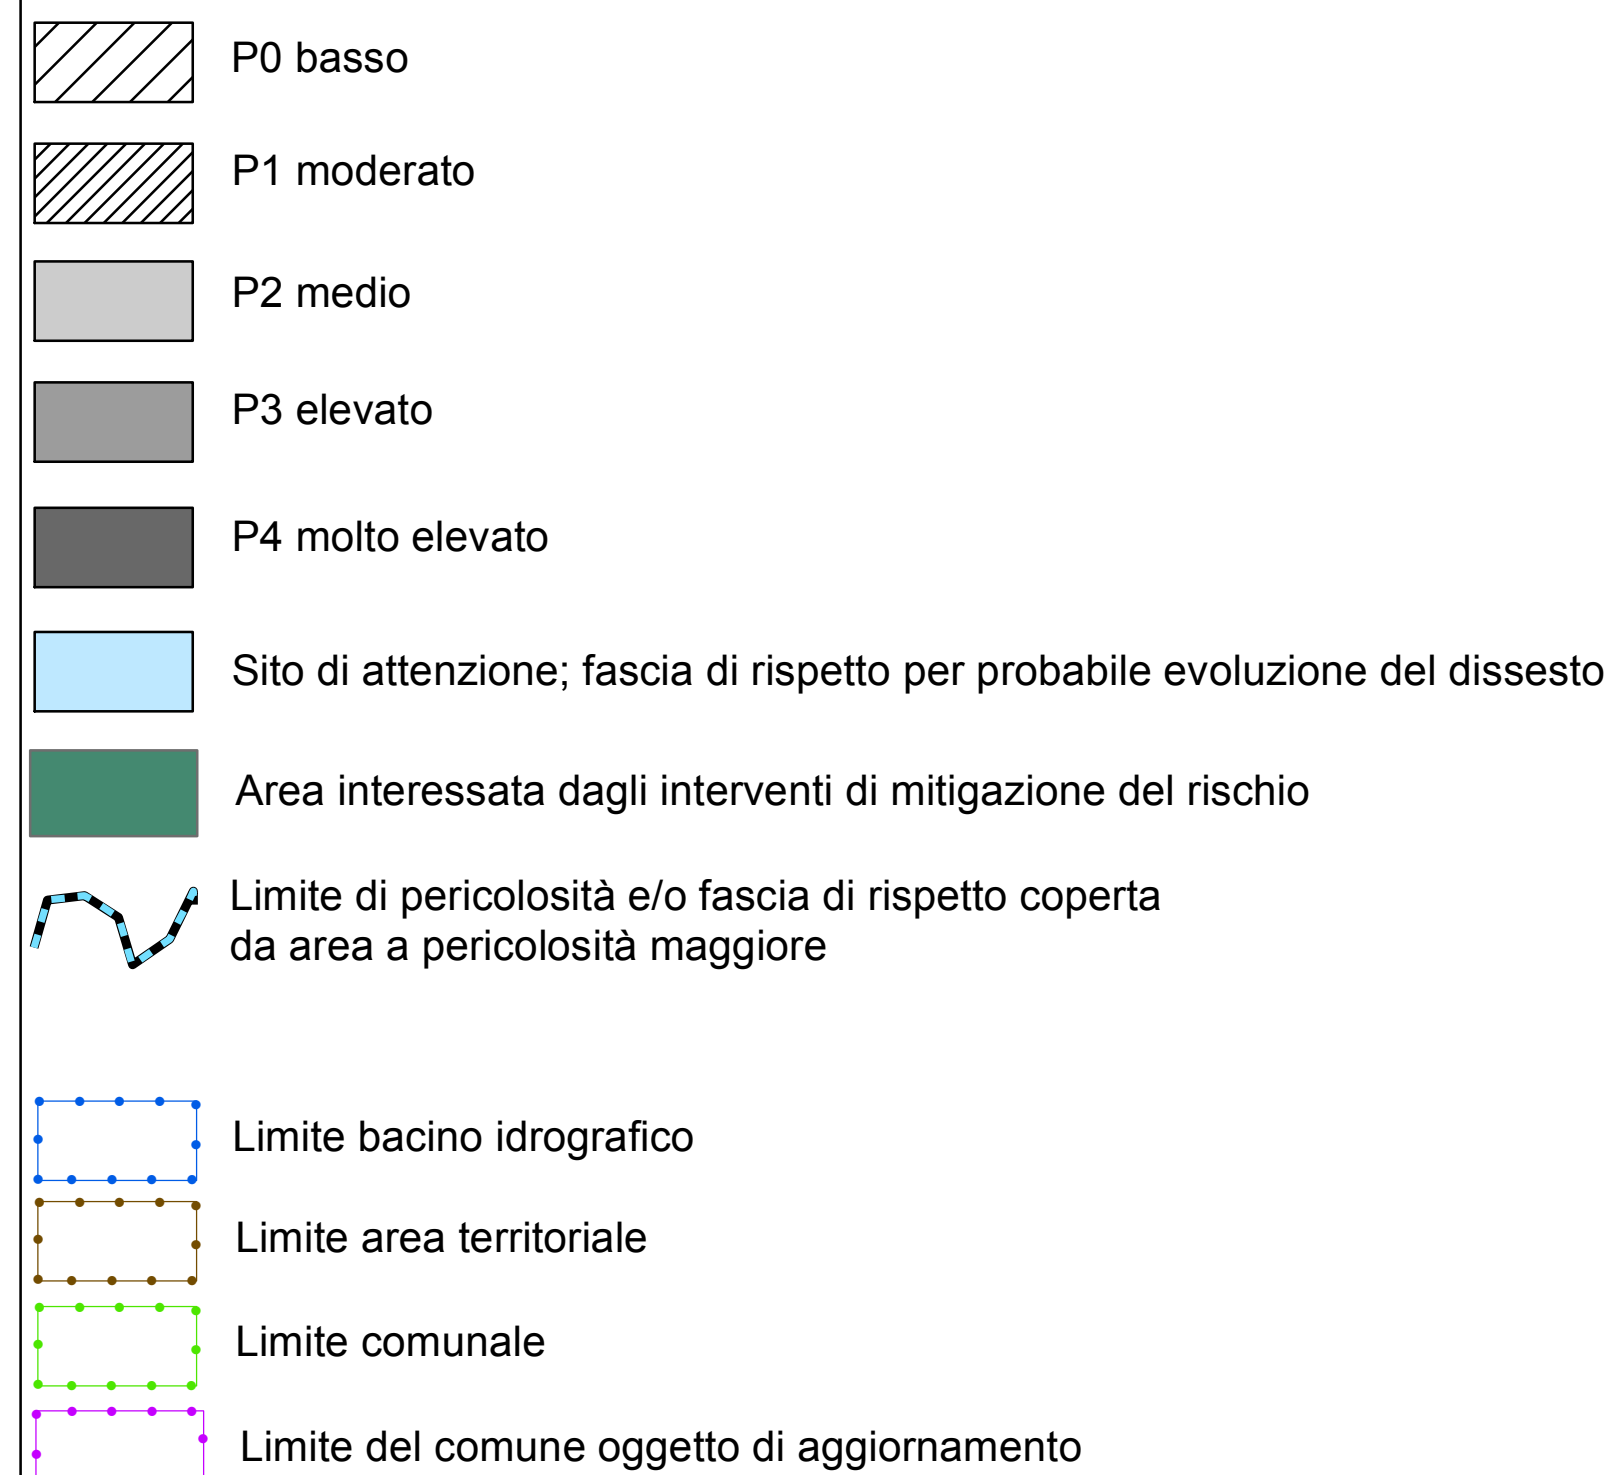 P0 basso
P1 moderato
P2 medio
P3 elevato
P4 molto elevato
Sito di attenzione; fascia di rispetto per probabile evoluzione del dissesto
Area interessata dagli interventi di mitigazione del rischio
Limite di pericolosità e/o fascia di rispetto coperta
da area a pericolosità maggiore
Limite bacino idrografico
Limite area territoriale
Limite comunale
Limite del comune oggetto di aggiornamento